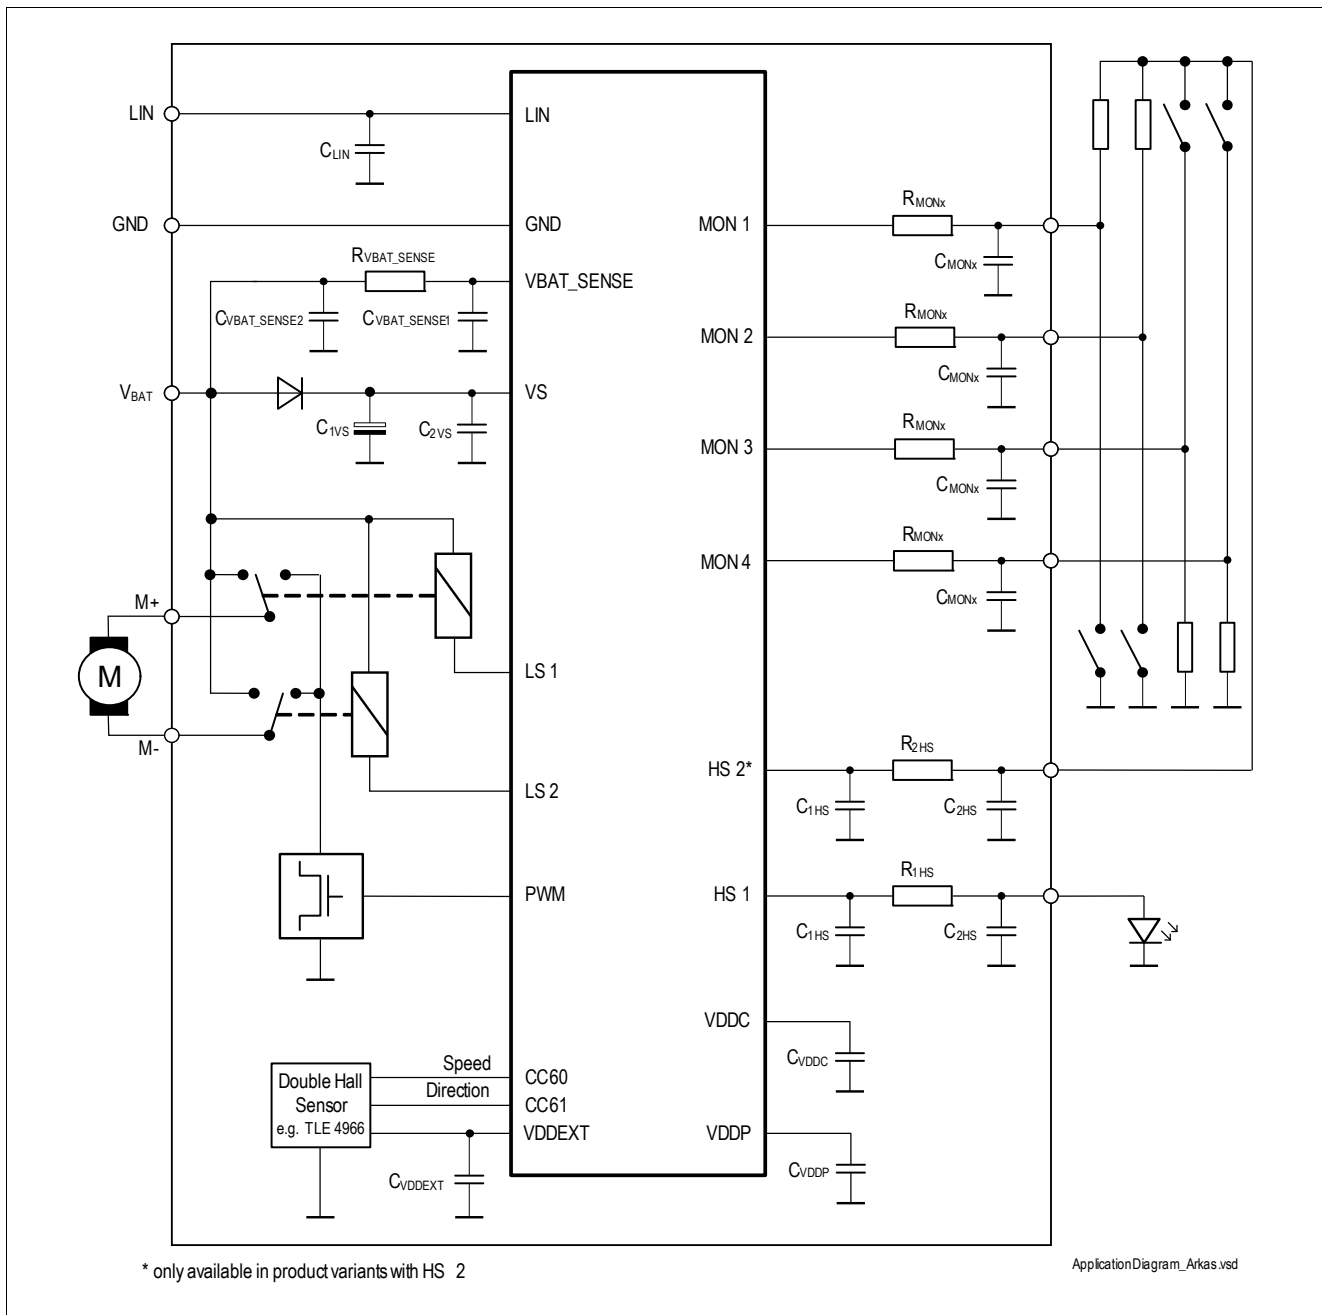 LIN
LIN
CLIN
GND
GND
MON 1
RMONx
CMONx
RVBAT_SENSE
VBAT_SENSE
CVBAT_SENSE2
CVBAT_SENSE1
MON 2
RMONx
CMONx
VBAT
VS
C1VS
C2VS
MON 3
RMONx
CMONx
MON 4
RMONx
CMONx
M+
M
M-
LS 1
LS 2
HS 2*
R2HS
C1HS
C2HS
PWM
HS 1
R1HS
C1HS
C2HS
VDDC
CVDDC
Double Hall
Sensor
e.g. TLE 4966
Speed
Direction
CC60
CC61
VDDEXT
CVDDEXT
VDDP
CVDDP
* only available in product variants with HS 2
ApplicationDiagram_Arkas.vsd